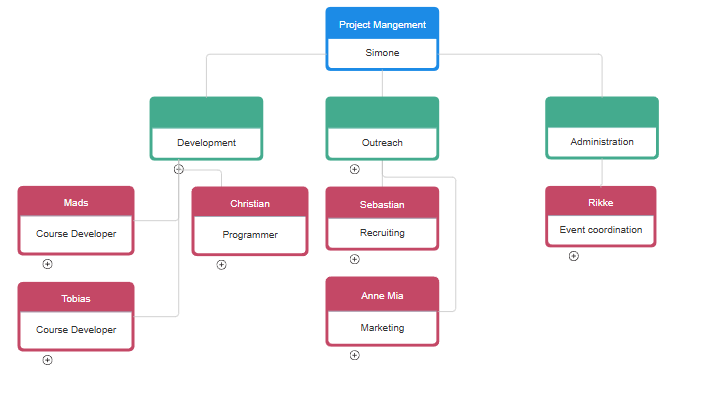 Project Mangement
Simone
Development
Outreach
Administration
Mads
Course Developer
Christian
Programmer
Sebastian
Recruiting
Rikke
Event coordination
Tobias
Course Developer
Anne Mia
Marketing